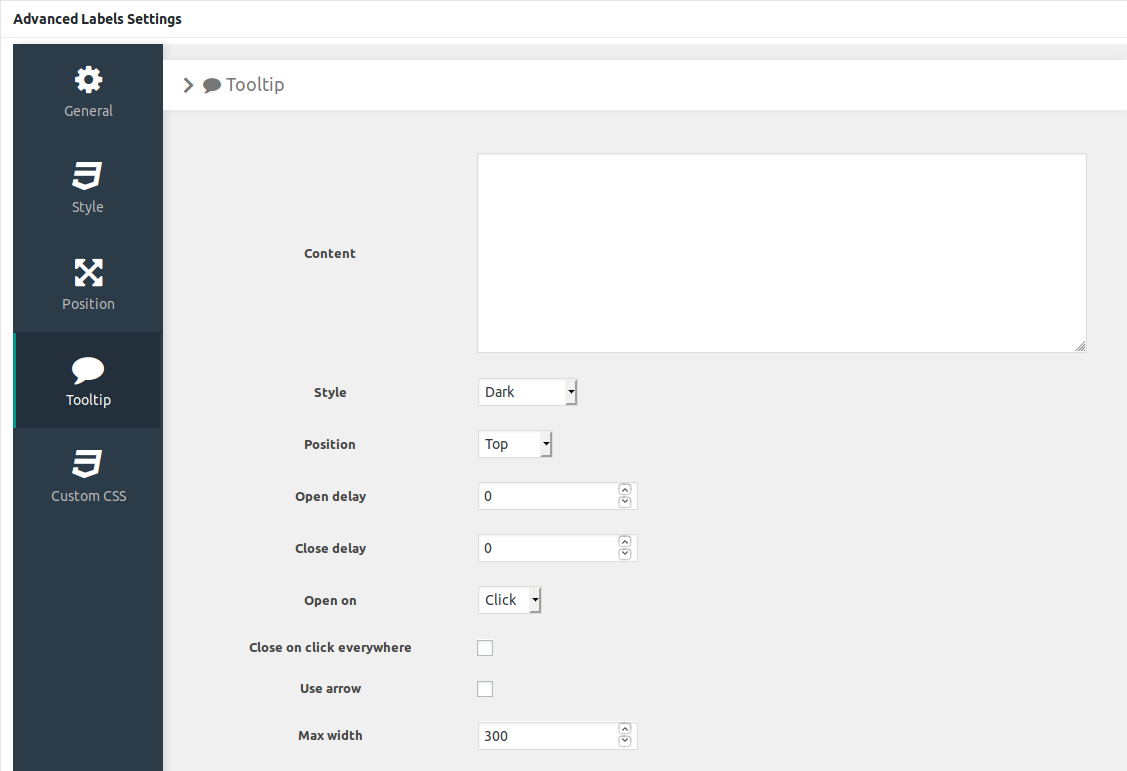 Advanced Labels Settings
General
Style
Position
Tooltip
Custom CSS
Tooltip
Content
Style Dark
Position Top
Open delay 0
Close delay 0
Open on Click
Close on click everywhere
Use arrow
Max width 300